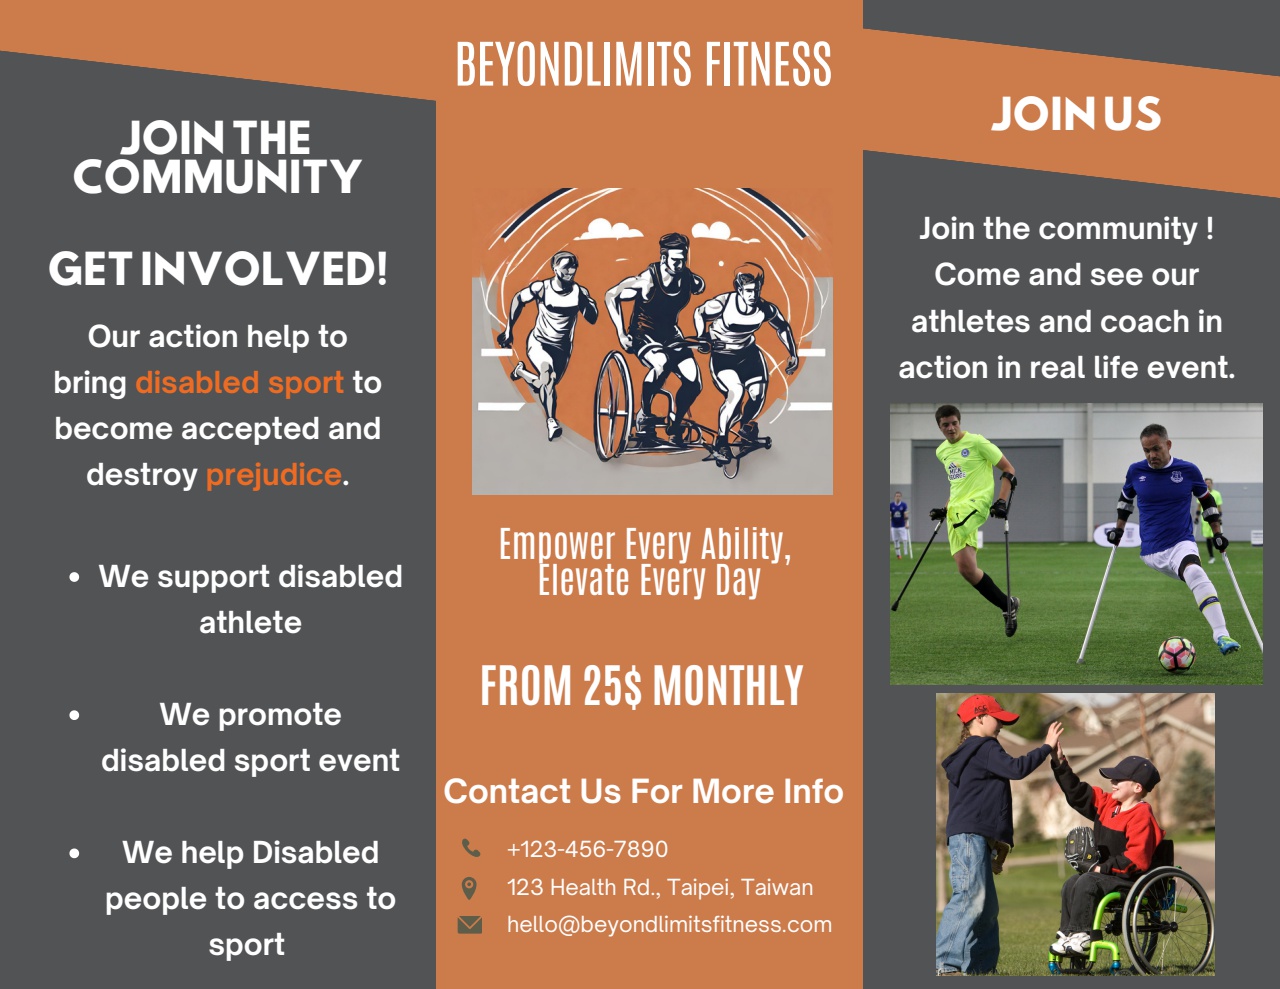 JOIN THE
COMMUNITY
GET INVOLVED!
Our action help to
bring disabled sport to
become accepted and
destroy prejudice.
• We support disabled
athlete
• We promote
disabled sport event
• We help Disabled
people to access to
sport
BEYONDLIMITS FITNESS
Empower Every Ability,
Elevate Every Day
FROM 25$ MONTHLY
Contact Us For More Info
+123-456-7890
123 Health Rd., Taipei, Taiwan
hello@beyondlimitsfitness.com
JOIN US
Join the community !
Come and see our
athletes and coach in
action in real life event.